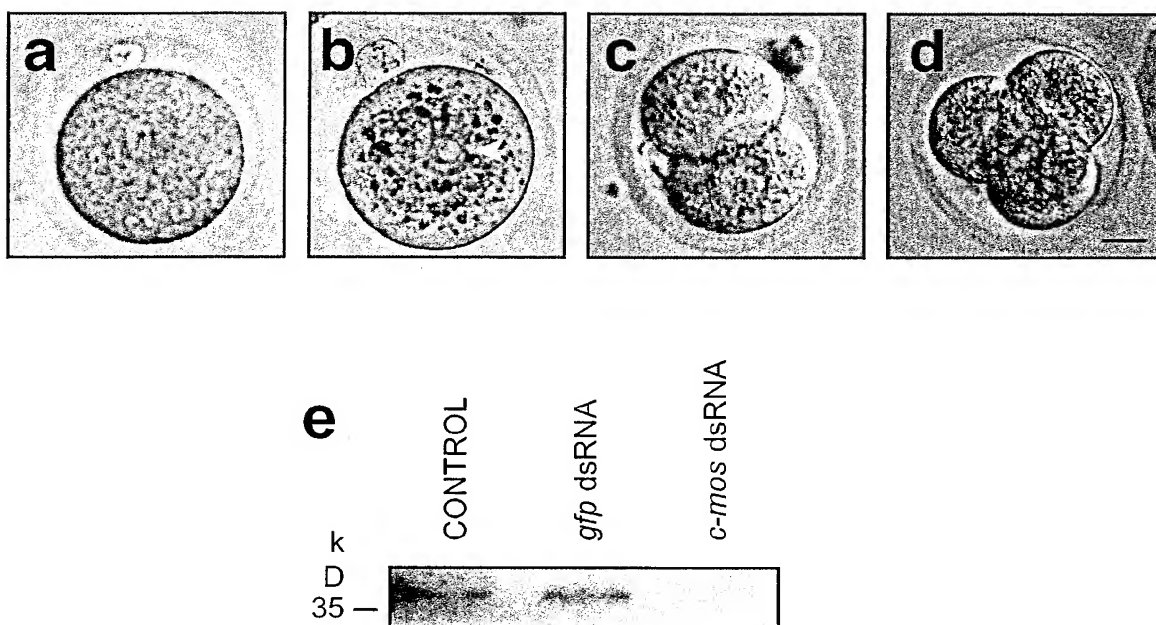 a
b
c
d
e
CONTROL
gfp dsRNA
c-mos dsRNA
k
D
35 —